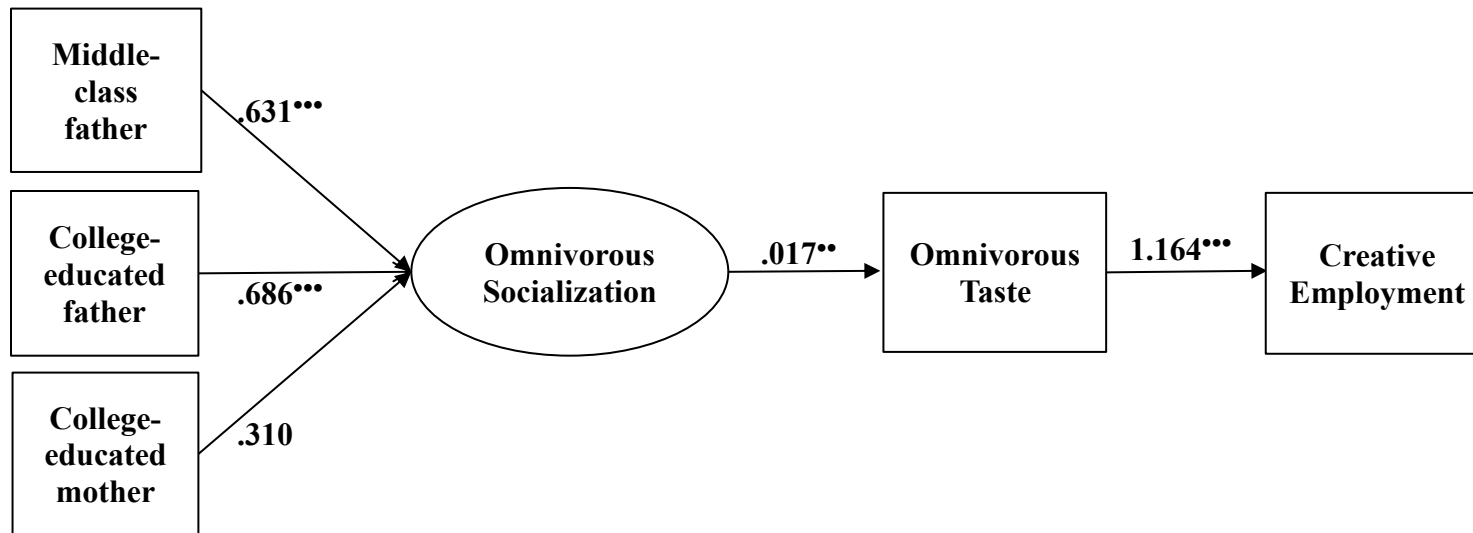 Middle-
class
father
.631•••
College-
educated
father
.686•••
College-
educated
mother
.310
Omnivorous
Socialization
.017••
Omnivorous
Taste
1.164•••
Creative
Employment